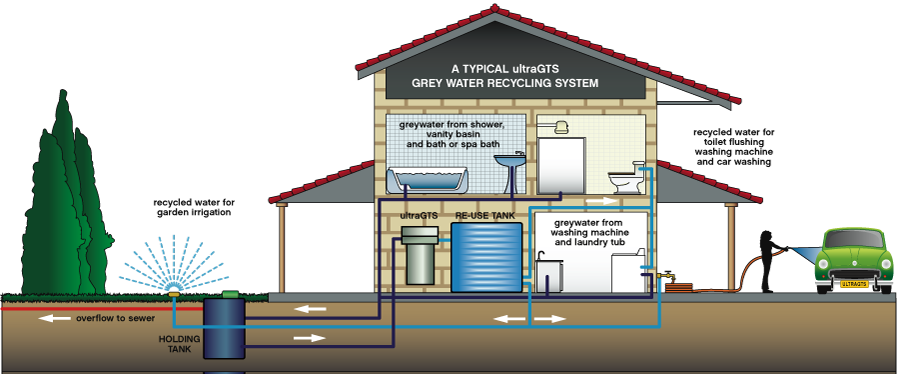 A TYPICAL ultraGTS
GREY WATER RECYCLING SYSTEM
greywater from shower,
vanity basin
and bath or spa bath
recycled water for
toilet flushing
washing machine
and car washing
recycled water for
garden irrigation
ultraGTS
RE-USE TANK
greywater from
washing machine
and laundry tub
ULTRAGTS
overflow to sewer
HOLDING
TANK